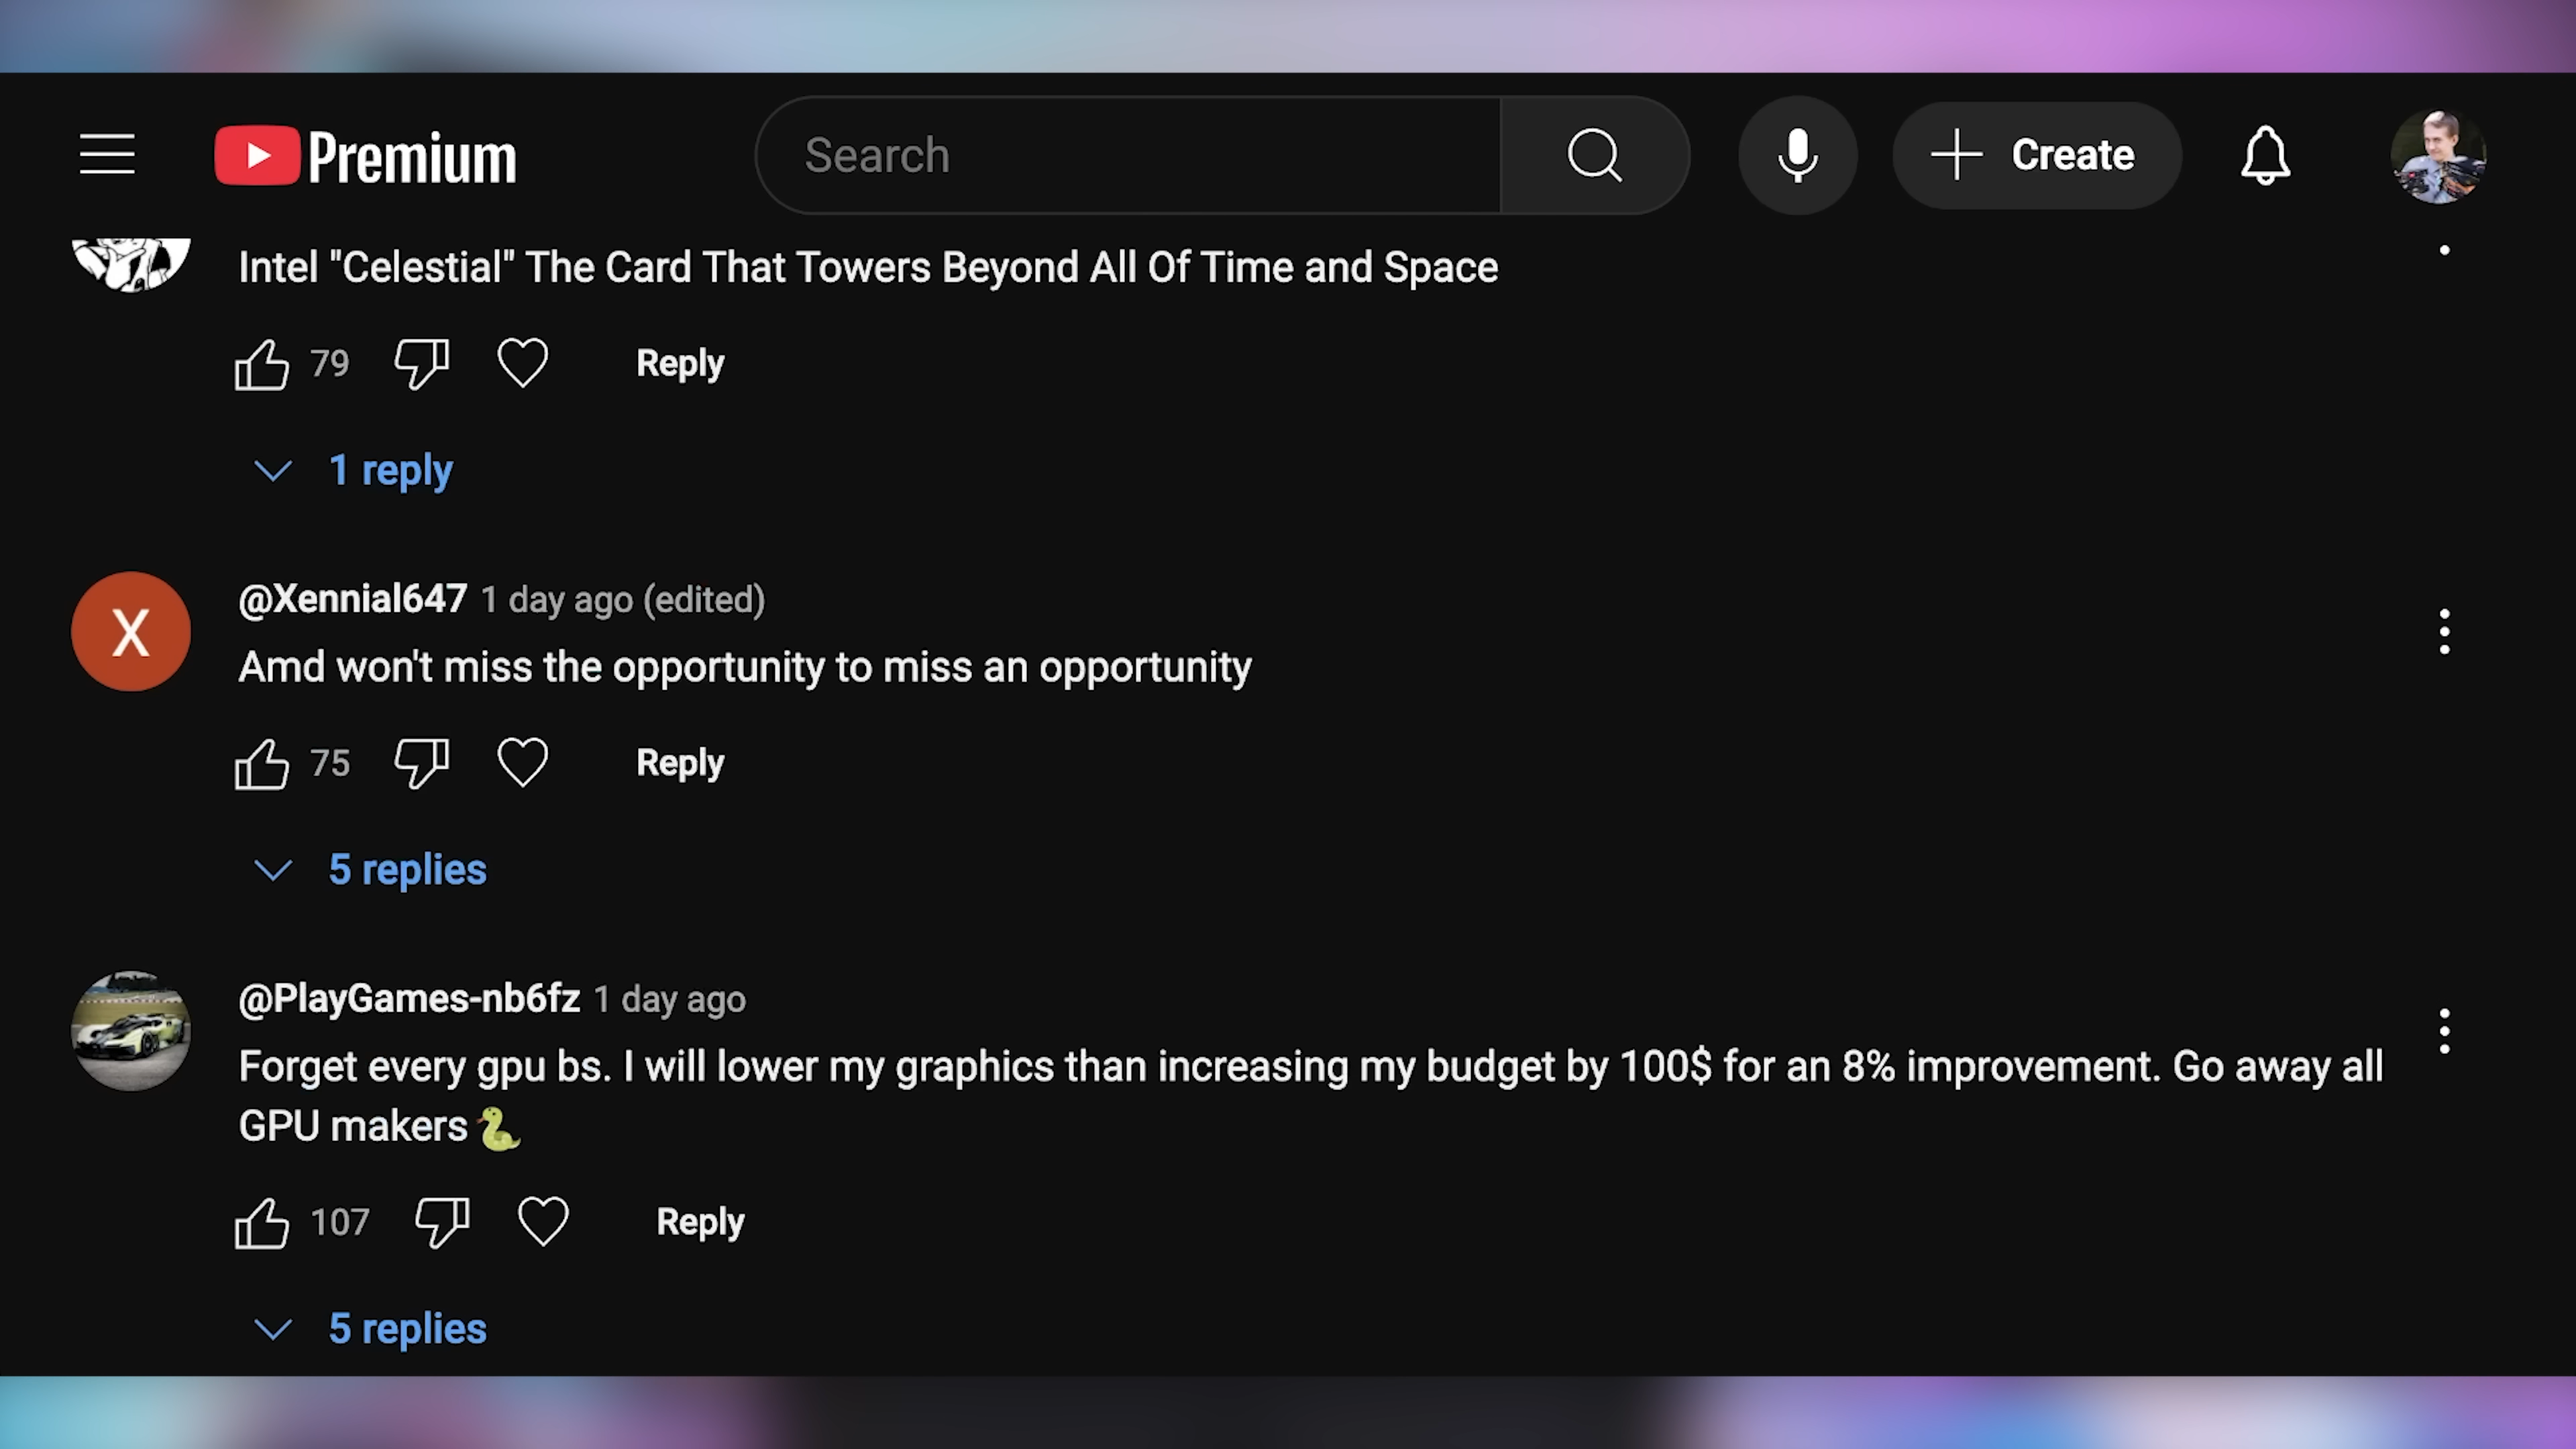 Premium
Search
Create
Intel "Celestial" The Card That Towers Beyond All Of Time and Space
79
Reply
1 reply
X
@Xennial647 1 day ago (edited)
Amd won't miss the opportunity to miss an opportunity
75
Reply
5 replies
@PlayGames-nb6fz 1 day ago
Forget every gpu bs. I will lower my graphics than increasing my budget by 100$ for an 8% improvement. Go away all
GPU makers🐍
107
Reply
5 replies